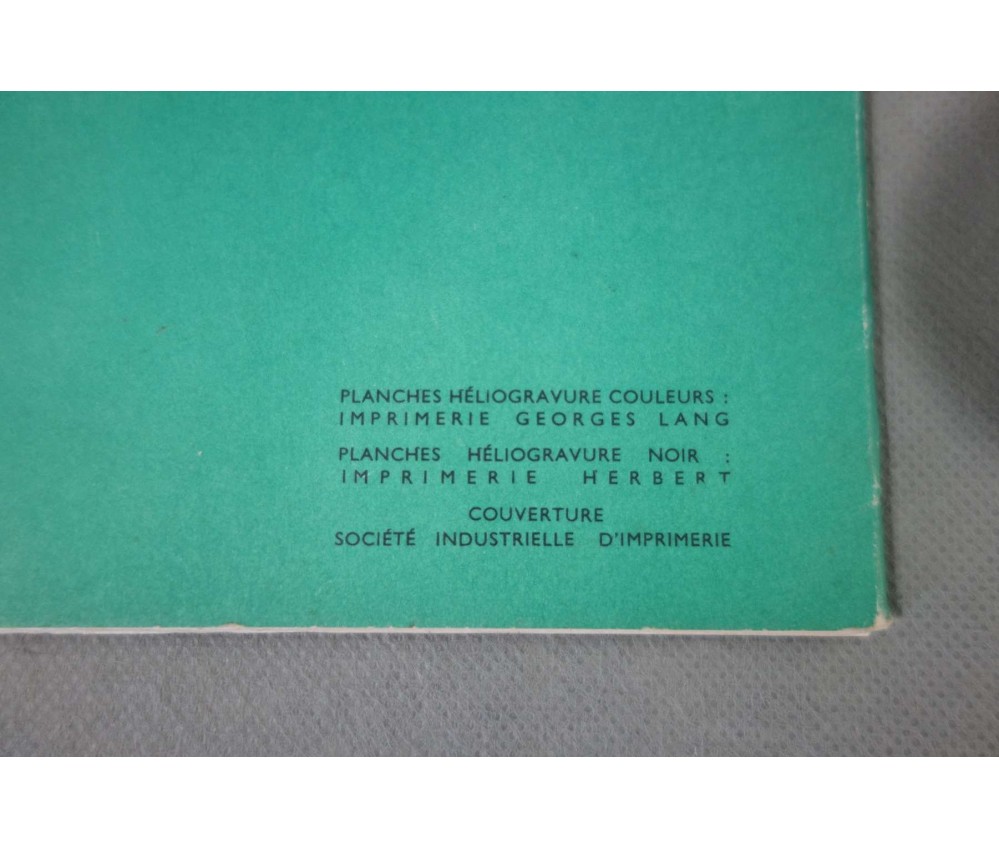 PLANCHES HÉLIOGRAVURE COULEURS :
IMPRIMERIE GEORGES LANG
PLANCHES HÉLIOGRAVURE NOIR :
IMPRIMERIE HERBERT
COUVERTURE
SOCIÉTÉ INDUSTRIELLE D'IMPRIMERIE